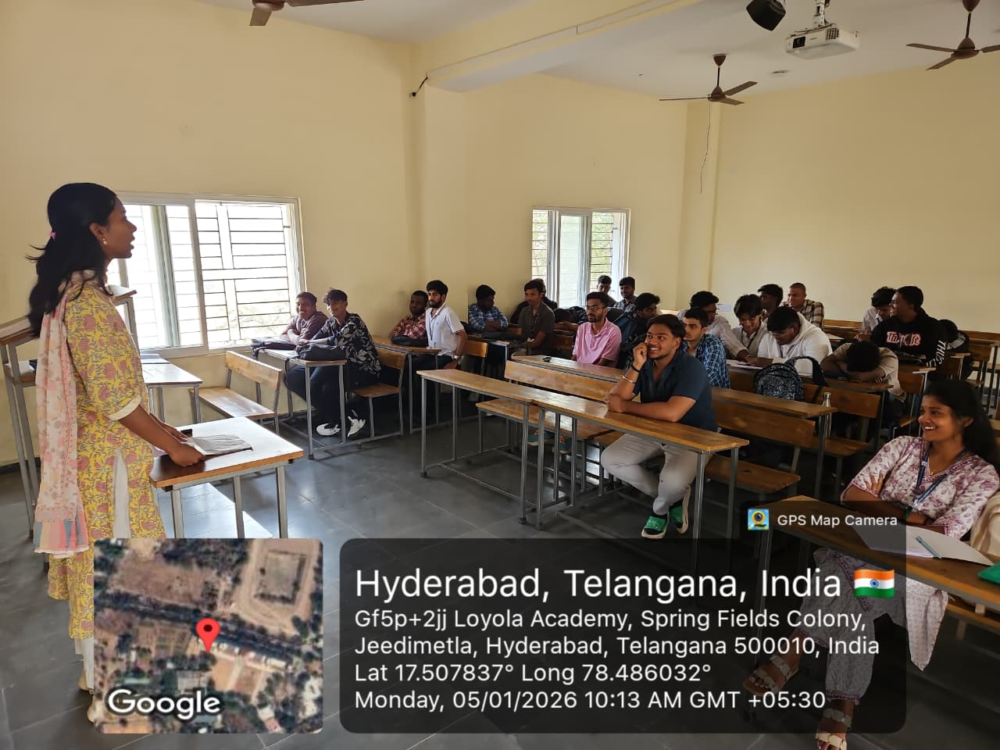 GPS Map Camera
Hyderabad, Telangana, India
Gf5p+2jj Loyola Academy, Spring Fields Colony,
Jeedimetla, Hyderabad, Telangana 500010, India
Lat 17.507837° Long 78.486032°
Monday, 05/01/2026 10:13 AM GMT +05:30
Google